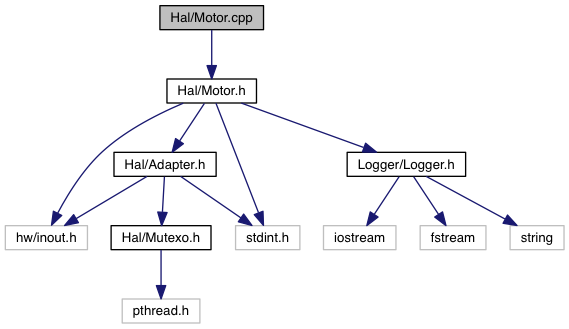 Hal/Motor.cpp
Hal/Motor.h
Hal/Adapter.h
Logger/Logger.h
hw/inout.h
Hal/Mutexo.h
stdint.h
iostream
fstream
string
pthread.h